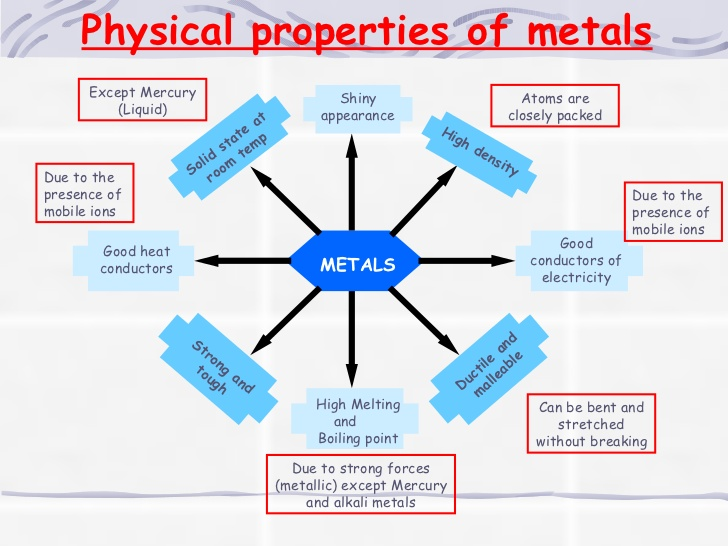 Physical properties of metals
Except Mercury
(Liquid)
Solid state at
room temp
Shiny
appearance
High density
Atoms are
closely packed
Due to the
presence of
mobile ions
Good heat
conductors
METALS
Good
conductors of
electricity
Due to the
presence of
mobile ions
Strong and
tough
High Melting
and
Boiling point
Due to strong forces
(metallic) except Mercury
and alkali metals
Ductile and
malleable
Can be bent and
stretched
without breaking